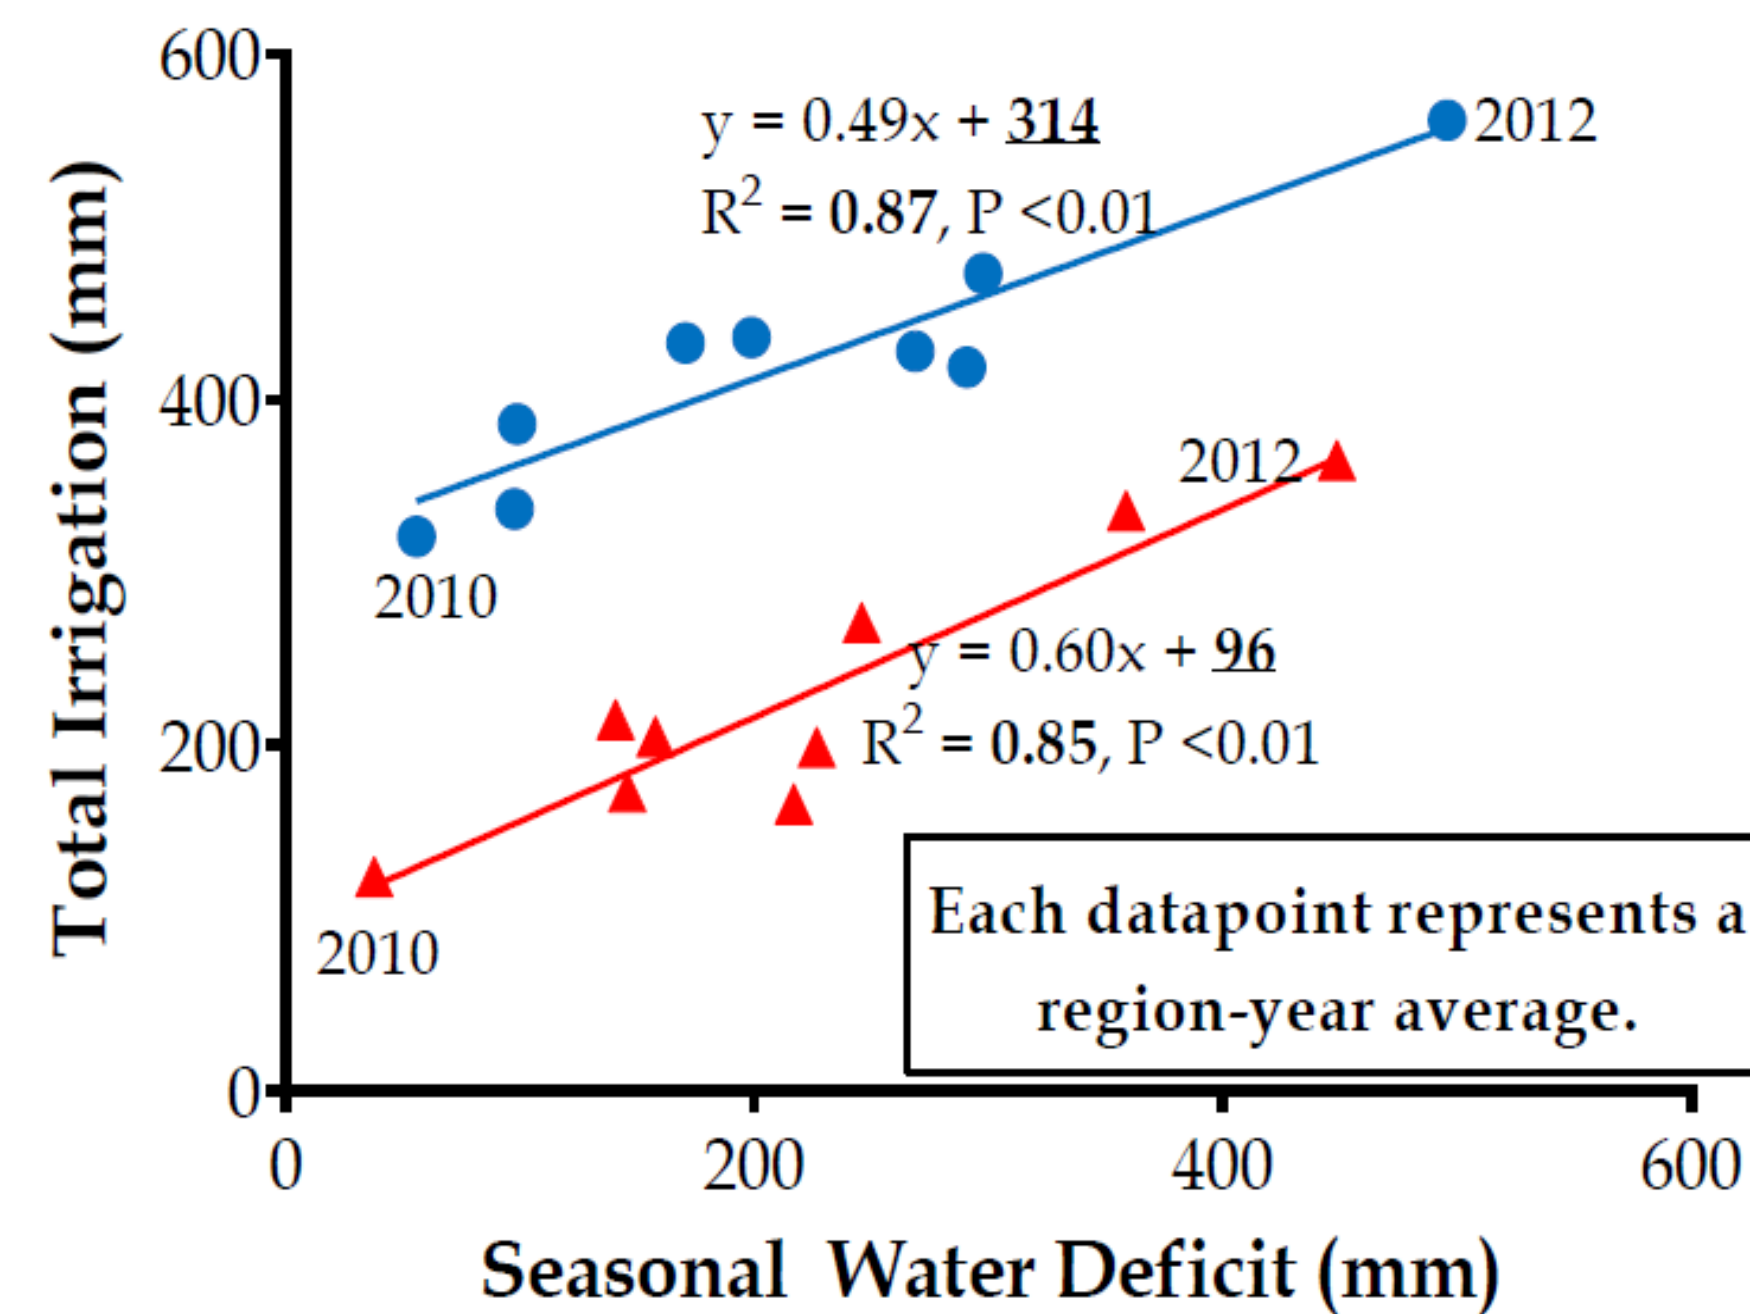 600
y = 0.49x + 314
2012
R² = 0.87, P <0.01
400
2012
2010
y = 0.60x + 96
200
R² = 0.85, P <0.01
2010
Each datapoint represents a
region-year average.
0
0 200 400 600
Seasonal Water Deficit (mm)
Total Irrigation (mm)